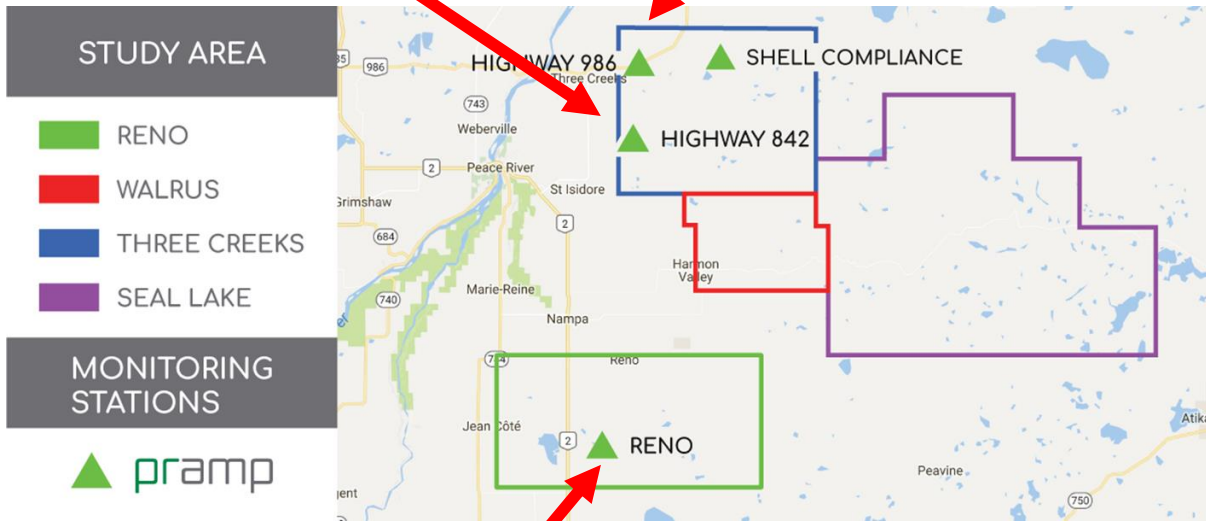 STUDY AREA
RENO
WALRUS
THREE CREEKS
SEAL LAKE
MONITORING
STATIONS
pramp
HIGHWAY 986
SHELL COMPLIANCE
986
Three Creeks
743
Weberville
HIGHWAY 842
2
Peace River
St Isidore
Grimshaw
2
684
Harmon
Valley
740
Marie-Reine
Nampa
Reno
Jean Côté
2
RENO
Peavine
750